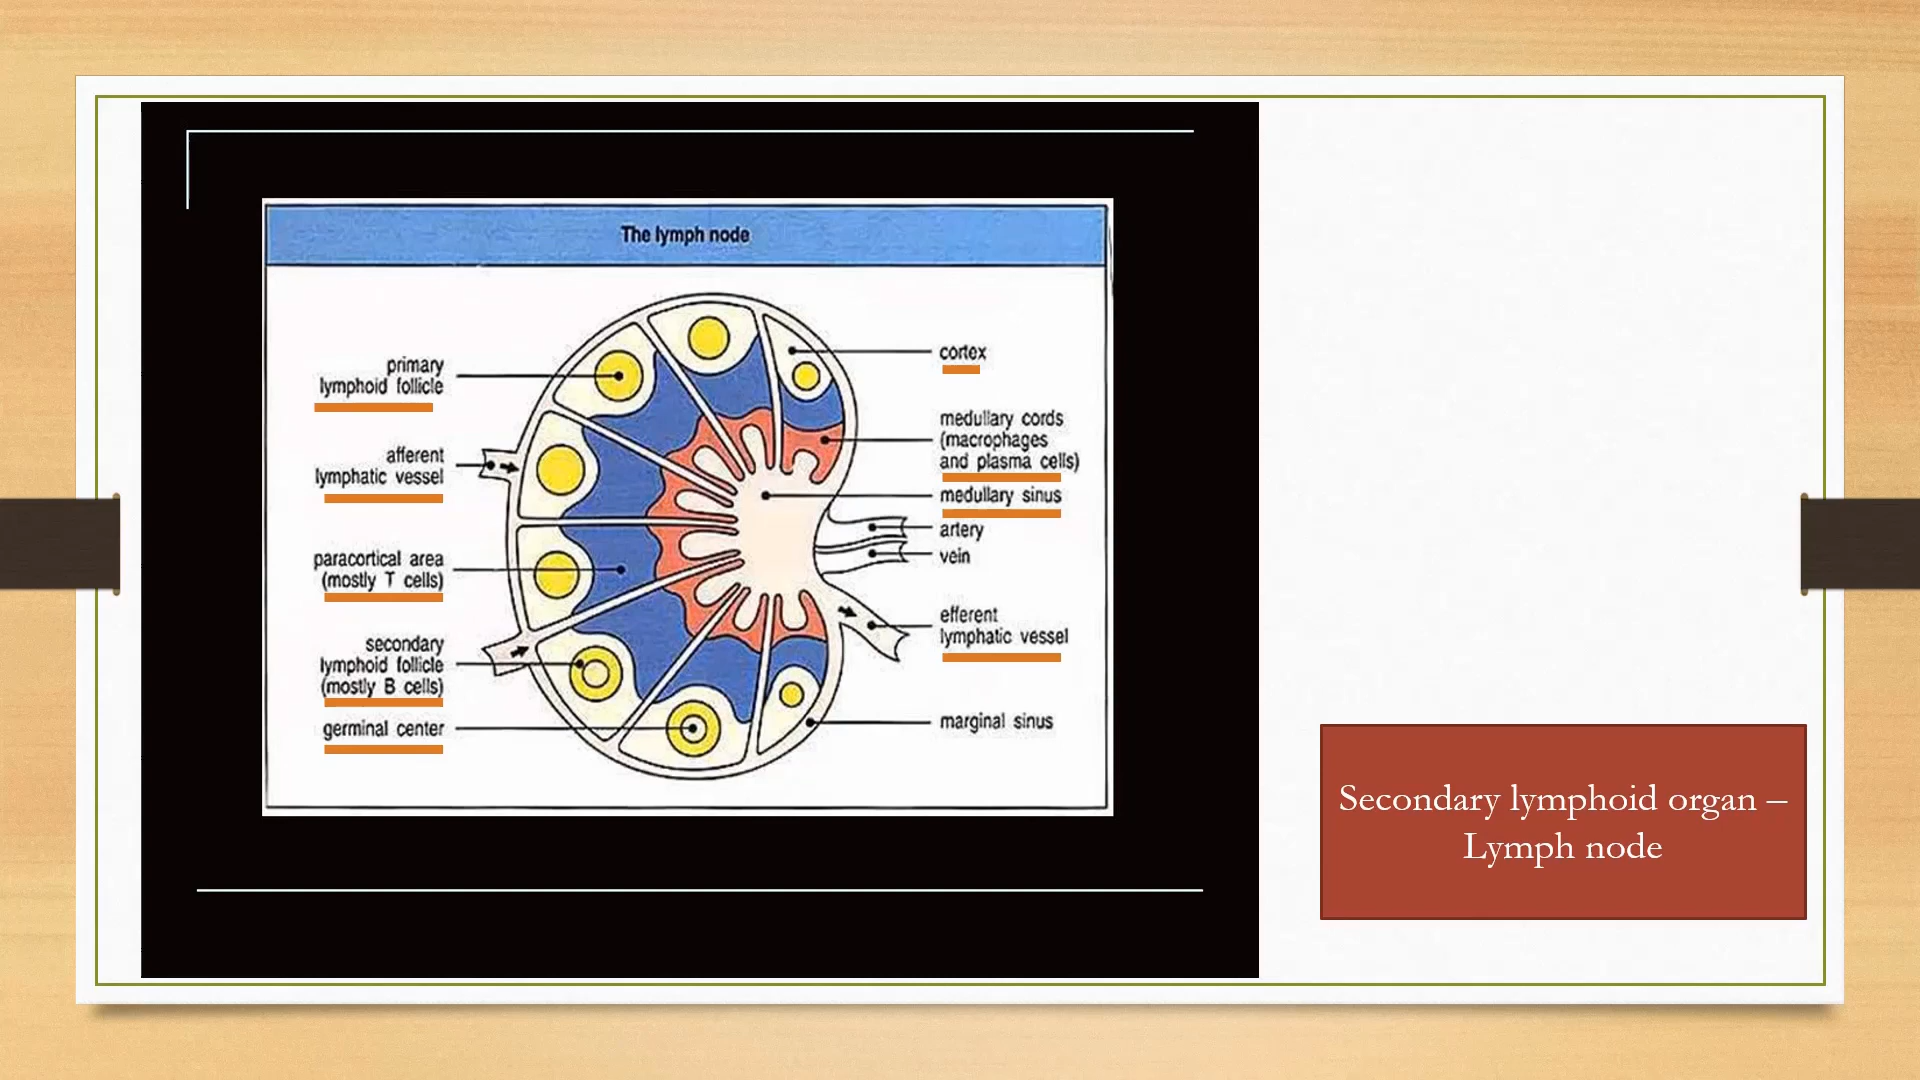 The lymph node
primary
lymphoid follicle
afferent
lymphatic vessel
paracortical area
(mostly T cells)
secondary
lymphoid follicle
(mostly B cells)
germinal center
cortex
medullary cords
(macrophages
and plasma cells)
medullary sinus
artery
vein
efferent
lymphatic vessel
marginal sinus
Secondary lymphoid organ –
Lymph node